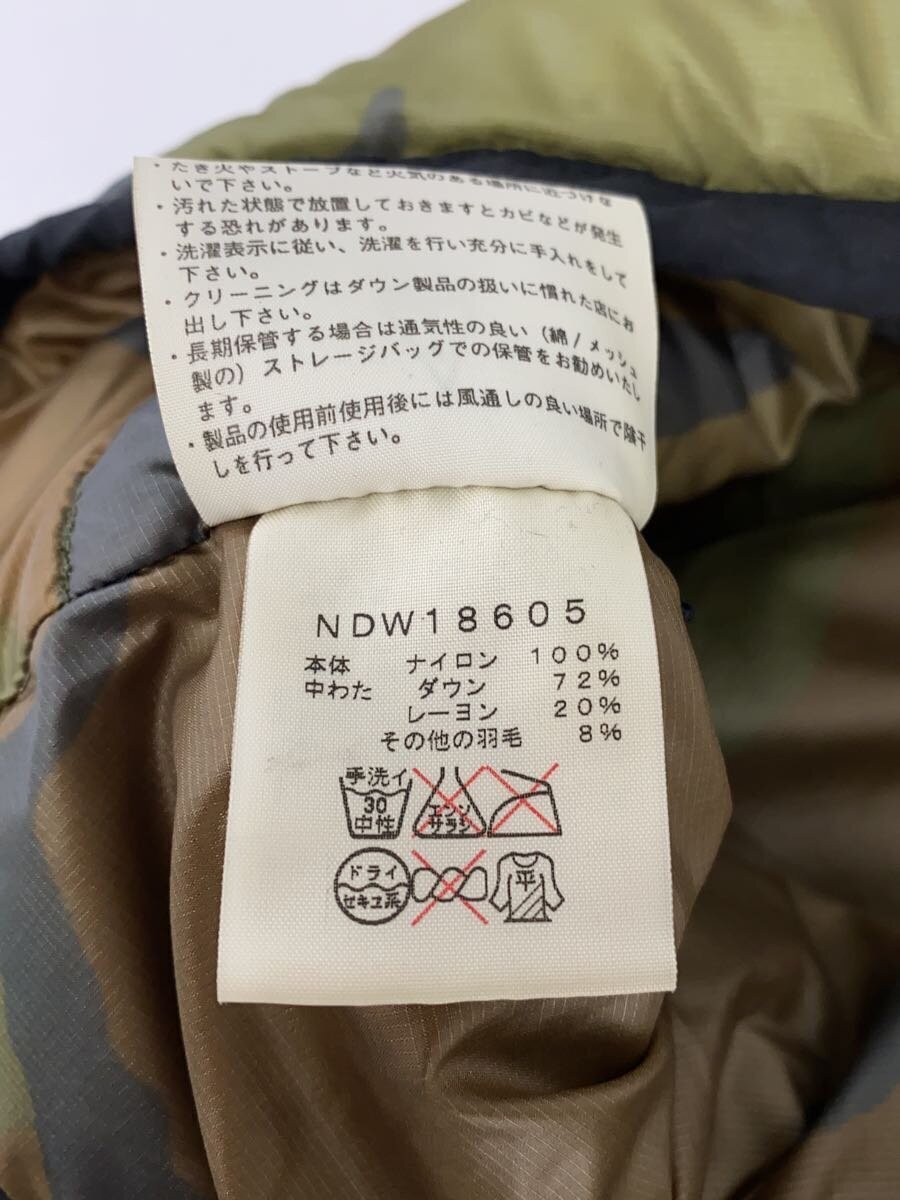 ・たき火やストーブなど火気のある場所に近づけな
いで下さい。
・汚れた状態で放置しておきますとカビなどが発生
する恐れがあります。
・洗濯表示に従い、洗濯を行い充分に手入れをして
下さい。
・クリーニングはダウン製品の扱いに慣れた店にお
出し下さい。
・長期保管する場合は通気性の良い(綿/メッシュ
製の)ストレージバッグでの保管をお勧めいたし
ます。
・製品の使用前使用後には風通しの良い場所で陰干
しを行って下さい。
NDW18605
本体 ナイロン 100%
中わた ダウン 72%
レーヨン 20%
その他の羽毛 8%
手洗イ
30
中性
エンソ
サラシ
ドライ
セキユ系
平